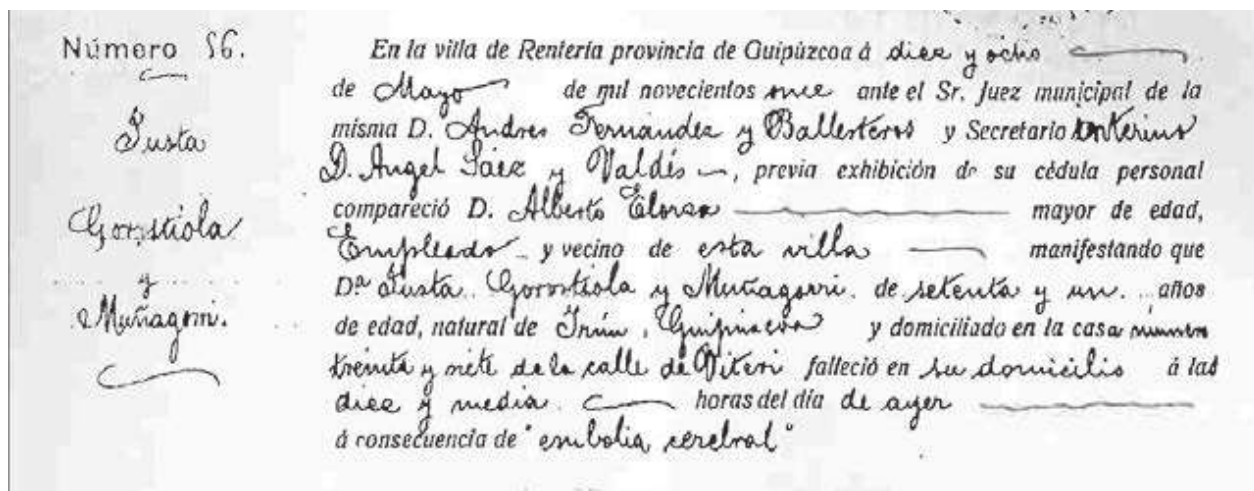 Número 56.
Justa
Gorostiola
y
Muñagorri.
En la villa de Rentería provincia de Guipúzcoa á diez y ocho
de Mayo de mil novecientos once ante el Sr. Juez municipal de la
misma D. Andres Fernandez y Ballesteros y Secretario interino
D. Angel Sáez y Valdés, previa exhibición de su cédula personal
compareció D. Alberto Elorza mayor de edad,
Empleado y vecino de esta villa manifestando que
Dª Justa Gorostiola y Muñagorri. de setenta y un años
de edad, natural de Irún, Guipúzcoa y domiciliado en la casa número
treinta y siete de la calle de Viteri falleció en su domicilio á las
diez y media. horas del día de ayer
á consecuencia de "embolia cerebral"